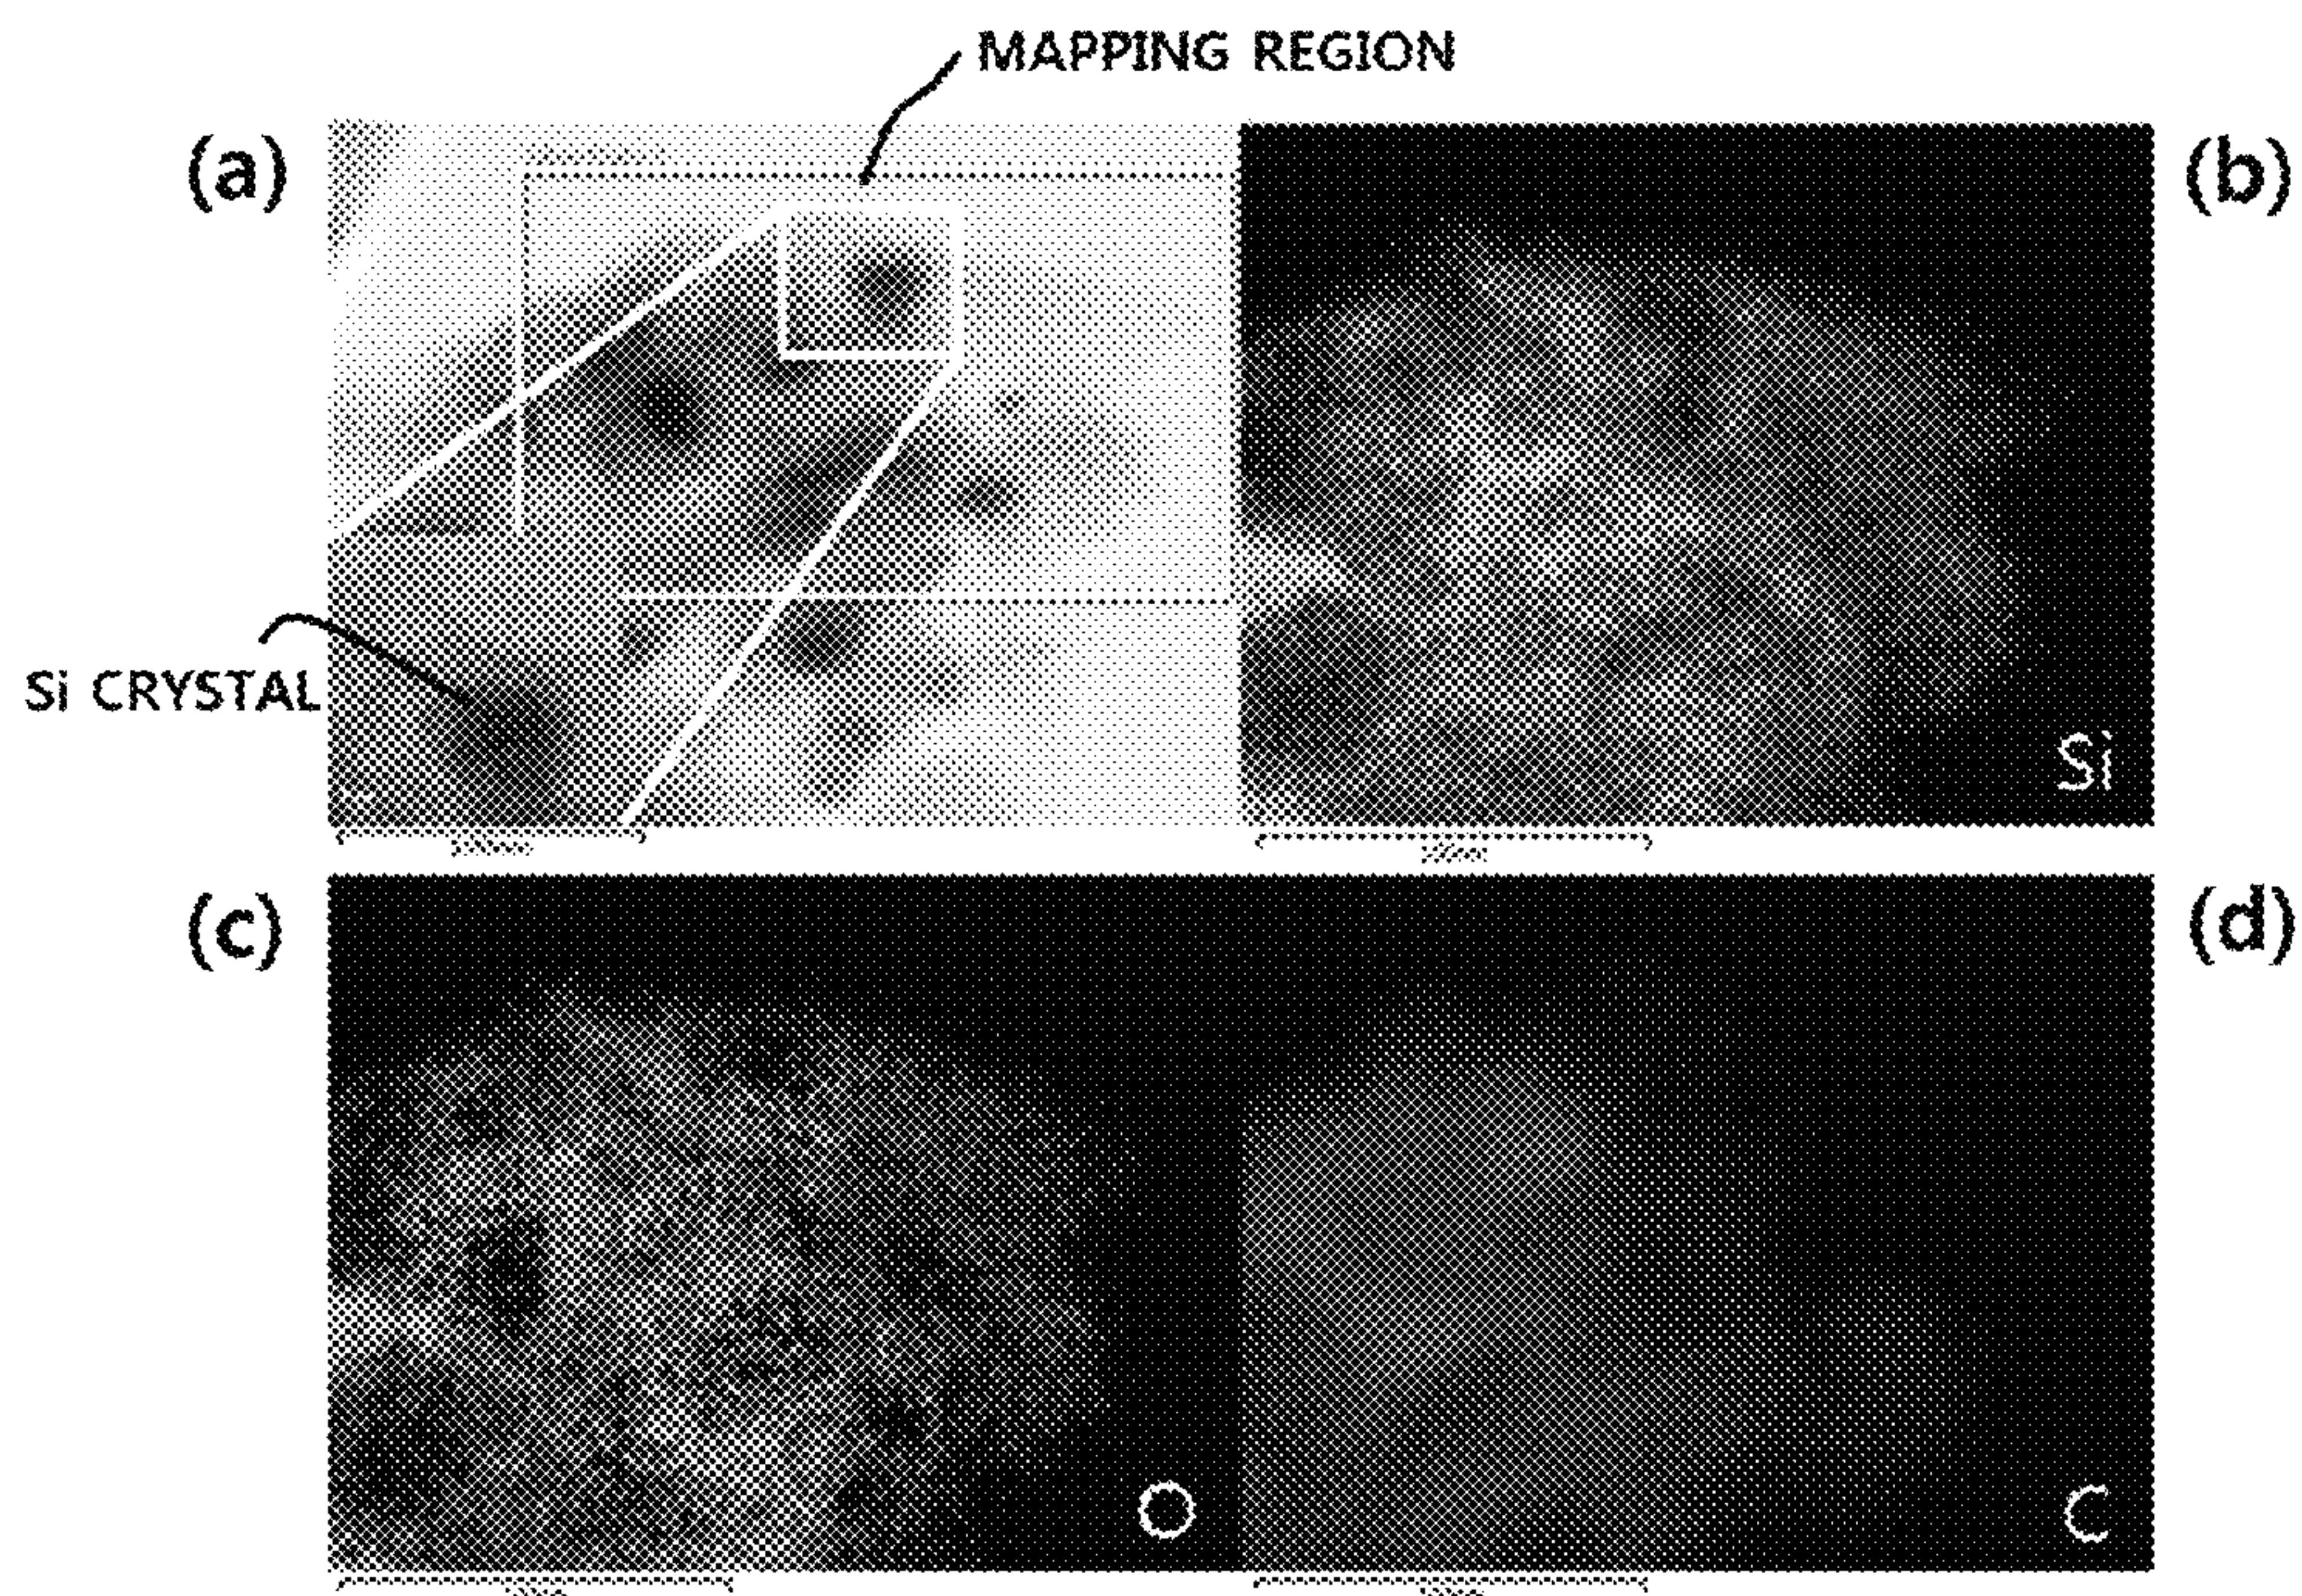 MAPPING REGION
(a)
(b)
Si CRYSTAL
Si
(c)
(d)
O
C